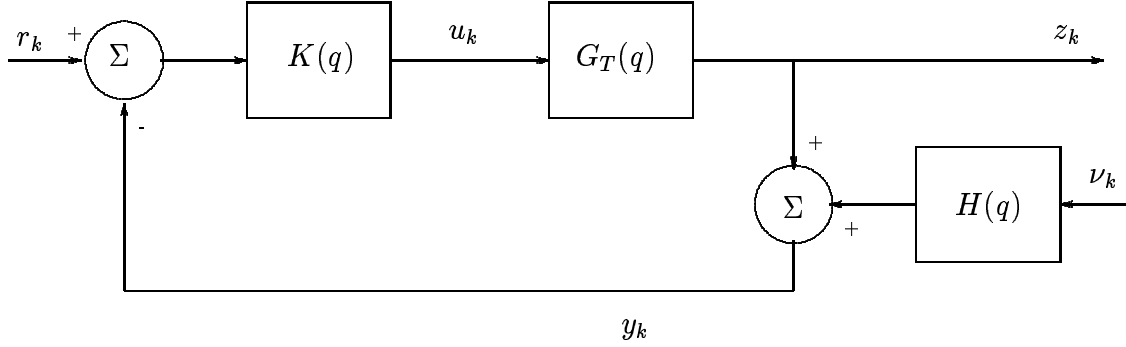 r_k
+
Σ
-
K(q)
u_k
G_T(q)
z_k
+
Σ
+
H(q)
ν_k
y_k